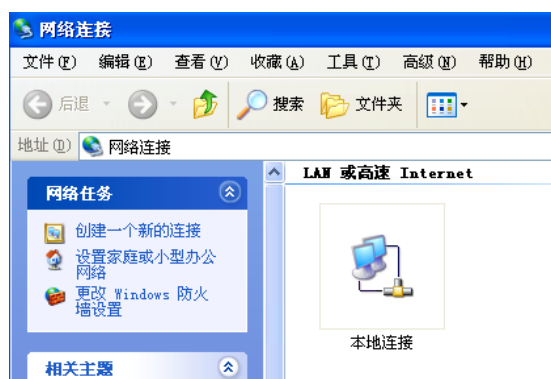 网络连接
文件(F) 编辑(E) 查看(V) 收藏(A) 工具(T) 高级(N) 帮助(H)
后退 搜索 文件夹
地址(D) 网络连接
网络任务
创建一个新的连接
设置家庭或小型办公
网络
更改 Windows 防火
墙设置
相关主题
LAN 或高速 Internet
本地连接